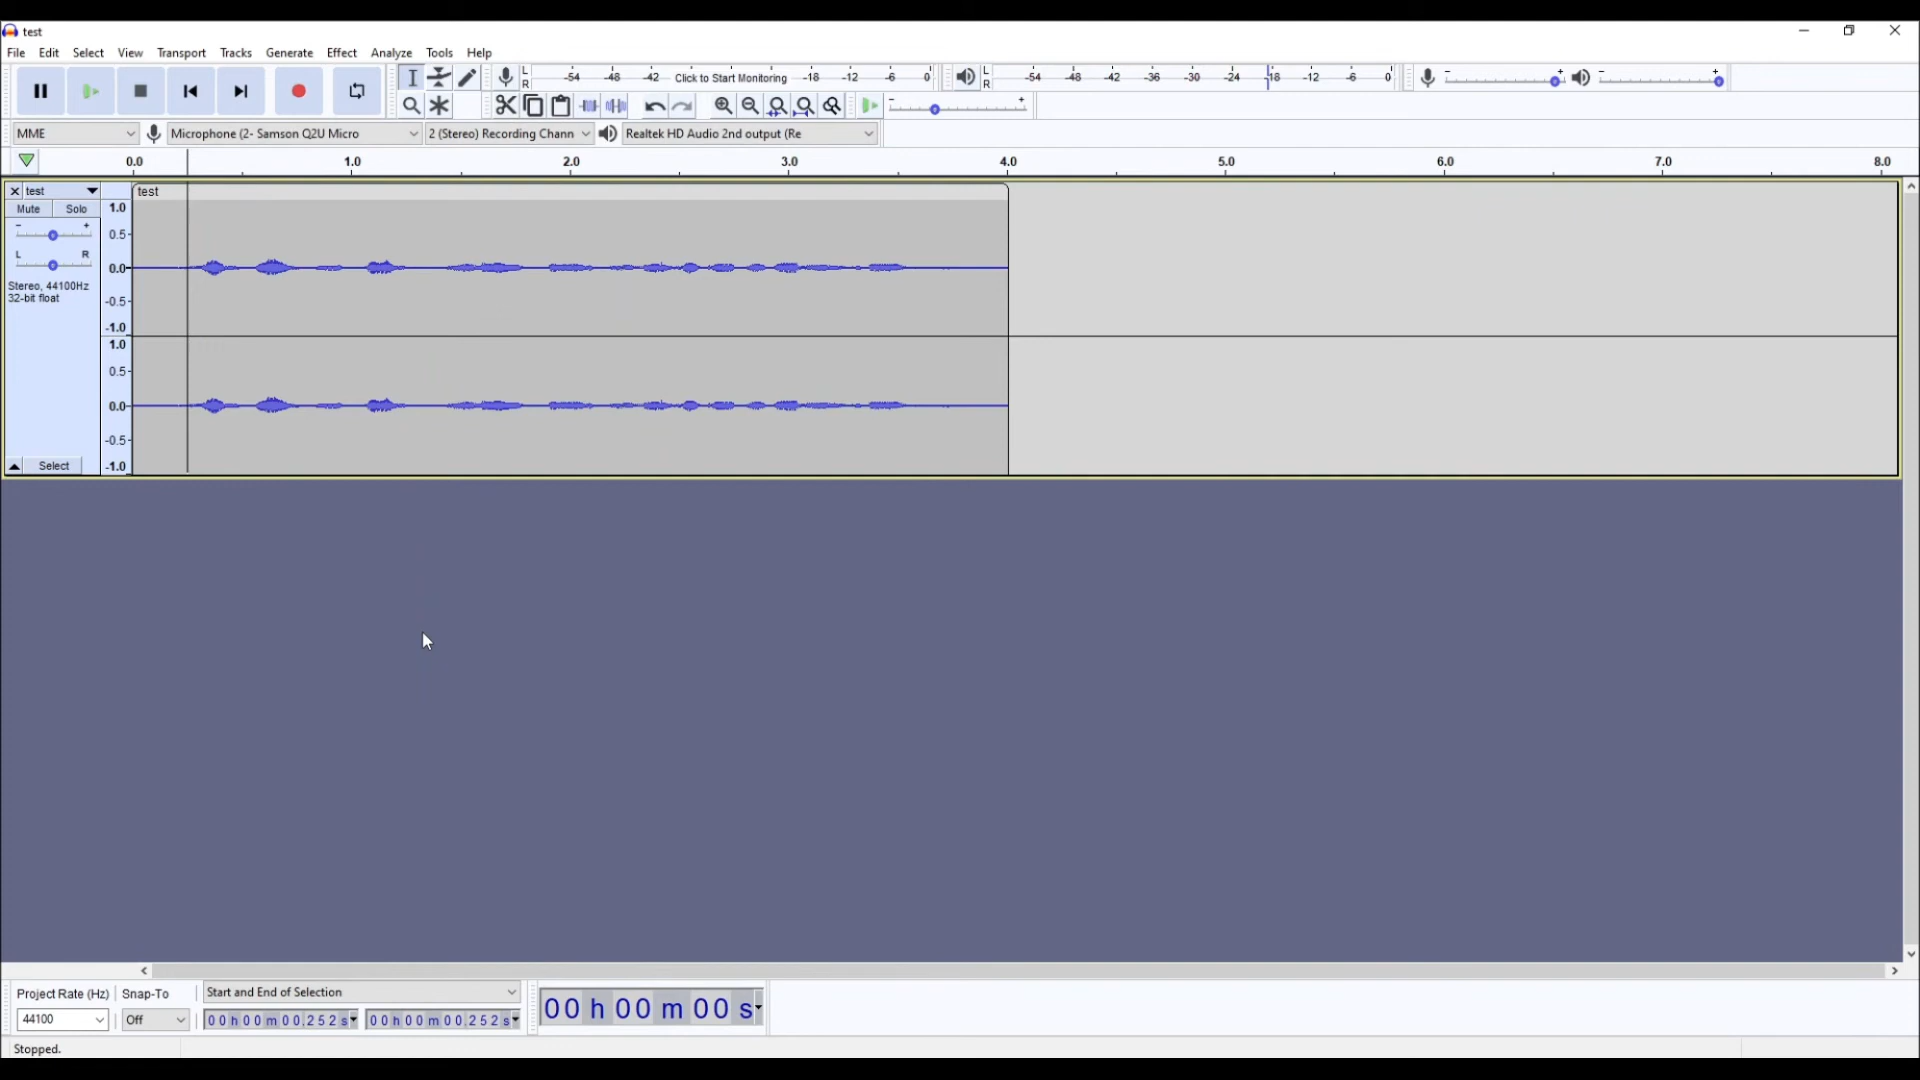 test
File Edit Select View Transport Tracks Generate Effect Analyze Tools Help
L R -54 -48 -42 Click to Start Monitoring -18 -12 -6 0 L R -54 -48 -42 -36 -30 -24 -18 -12 -6 0 - + - +
- +
MME Microphone (2- Samson Q2U Micro 2 (Stereo) Recording Chann Realtek HD Audio 2nd output (Re
0.0 1.0 2.0 3.0 4.0 5.0 6.0 7.0 8.0
test test
Mute Solo 1.0
- + 0.5
L R
0.0
Stereo, 44100Hz
32-bit float
-0.5
-1.0
1.0
0.5
0.0
-0.5
Select -1.0
Project Rate (Hz) Snap-To Start and End of Selection
44100 Off 00 h 00 m 00.252 s 00 h 00 m 00.252 s 00 h 00 m 00 s
Stopped.